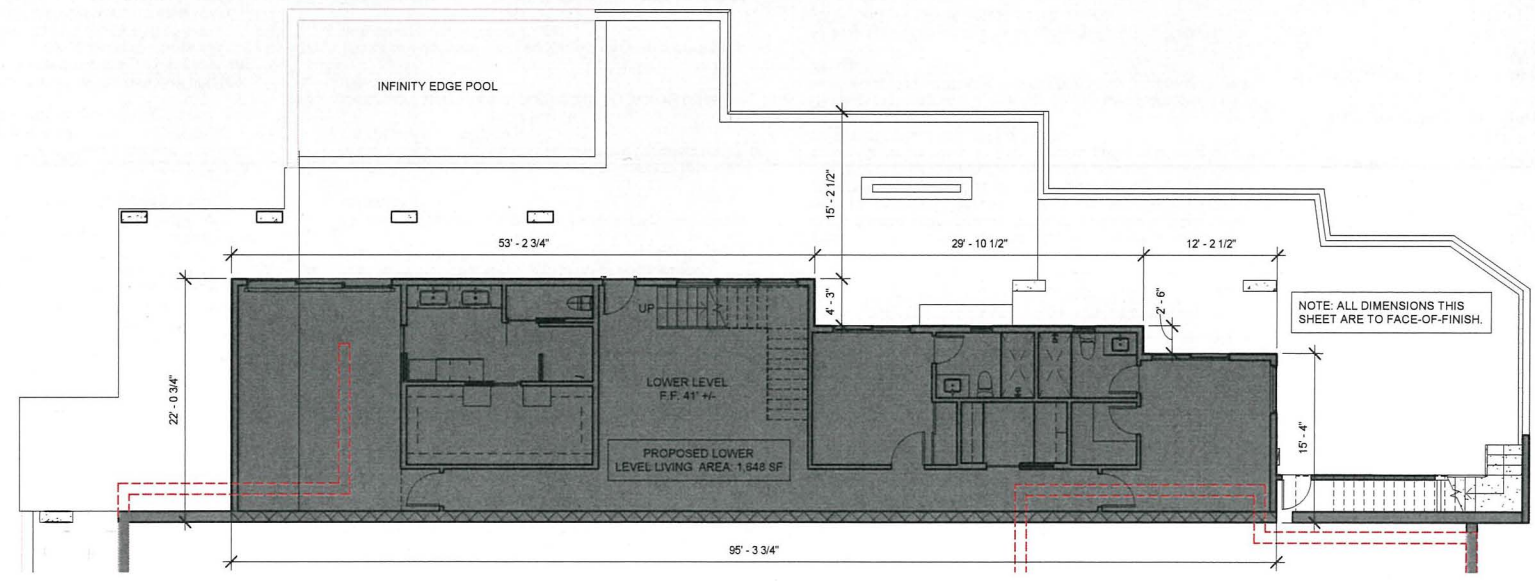 INFINITY EDGE POOL
15' - 2 1/2"
53' - 2 3/4"
29' - 10 1/2"
12' - 2 1/2"
NOTE: ALL DIMENSIONS THIS
SHEET ARE TO FACE-OF-FINISH.
UP
4' - 3"
2' - 6"
22' - 0 3/4"
LOWER LEVEL
F.F. 41' +/-
15' - 4"
PROPOSED LOWER
LEVEL LIVING AREA: 1,648 SF
95' - 3 3/4"